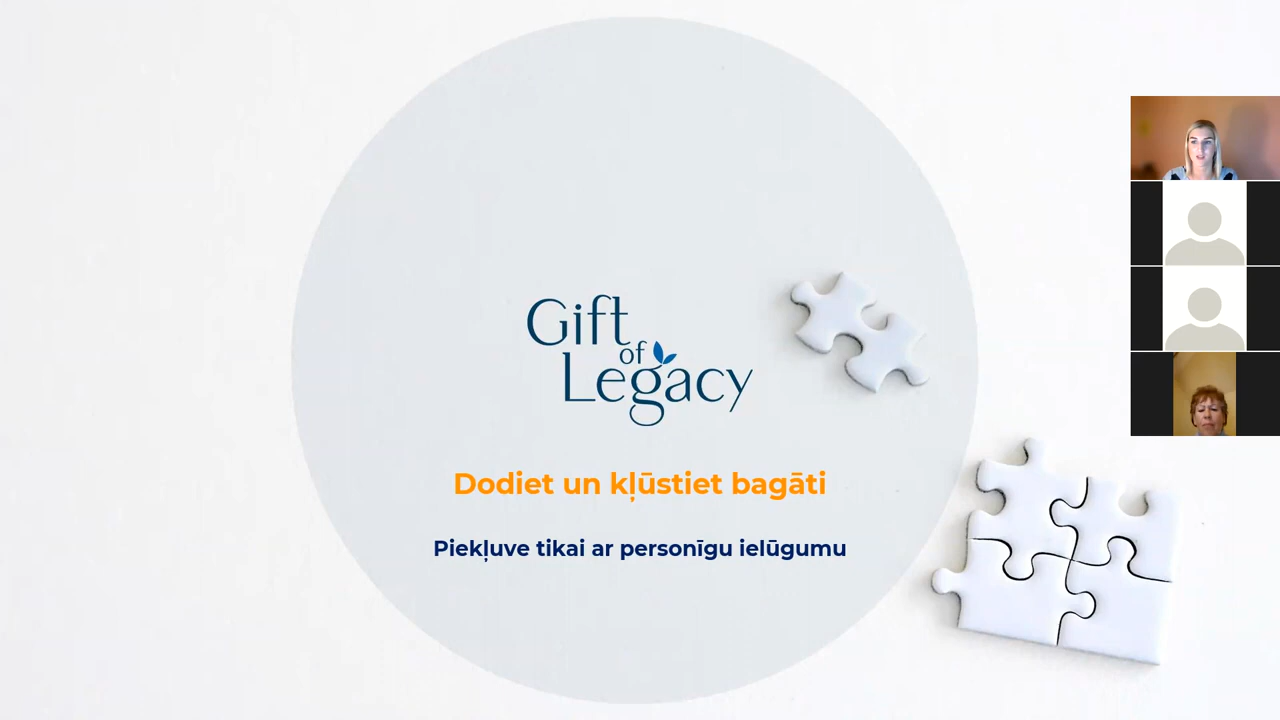 Gift
of
Legacy
Dodiet un kļūstiet bagāti
Piekļuve tikai ar personīgu ielūgumu